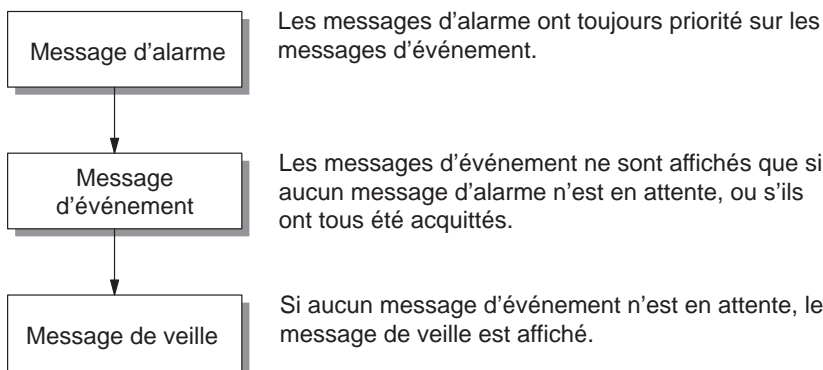 Message d'alarme
Les messages d'alarme ont toujours priorité sur les
messages d'événement.
Message
d'événement
Les messages d'événement ne sont affichés que si
aucun message d'alarme n'est en attente, ou s'ils
ont tous été acquittés.
Message de veille
Si aucun message d'événement n'est en attente, le
message de veille est affiché.